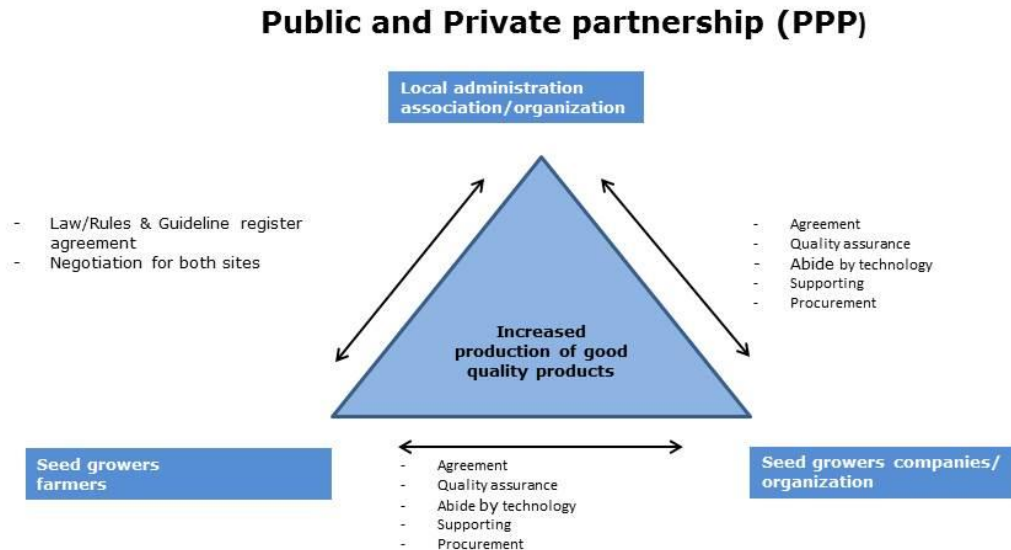 Public and Private partnership (PPP)
Local administration
association/organization
- Law/Rules & Guideline register
agreement
- Negotiation for both sites
- Agreement
- Quality assurance
- Abide by technology
- Supporting
- Procurement
Increased
production of good
quality products
Seed growers
farmers
- Agreement
- Quality assurance
- Abide by technology
- Supporting
- Procurement
Seed growers companies/
organization